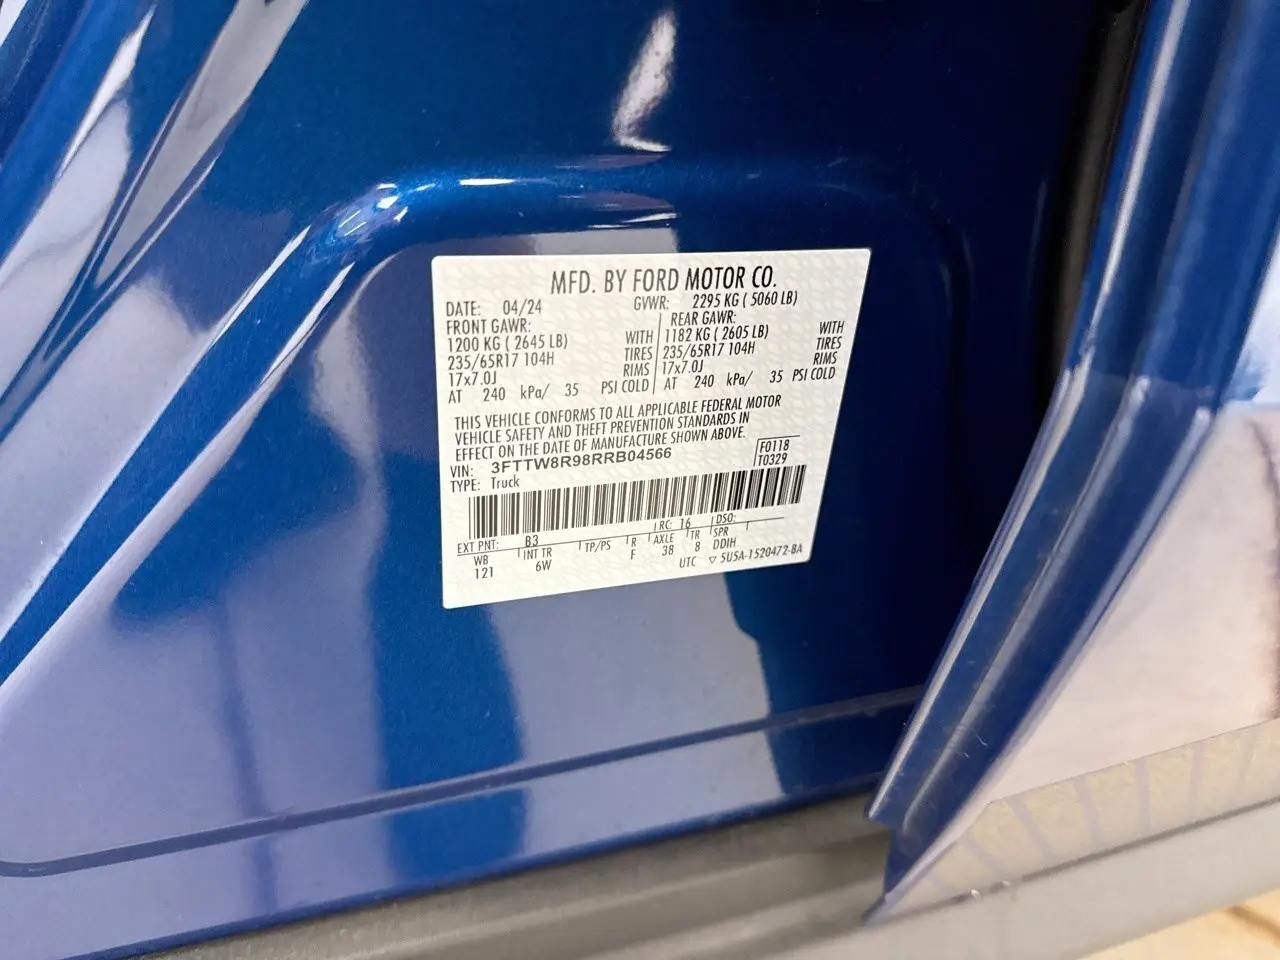 MFD. BY FORD MOTOR CO.
DATE: 04/24 GVWR: 2295 KG ( 5060 LB)
FRONT GAWR: REAR GAWR:
1200 KG ( 2645 LB) WITH 1182 KG ( 2605 LB) WITH
235/65R17 104H TIRES 235/65R17 104H TIRES
17x7.0J RIMS 17x7.0J RIMS
AT 240 kPa/ 35 PSI COLD AT 240 kPa/ 35 PSI COLD
THIS VEHICLE CONFORMS TO ALL APPLICABLE FEDERAL MOTOR
VEHICLE SAFETY AND THEFT PREVENTION STANDARDS IN
EFFECT ON THE DATE OF MANUFACTURE SHOWN ABOVE.
VIN: 3FTTW8R98RRB04566 F0118
TYPE: Truck T0329
EXT PNT: B3 RC: 16 DSO:
WB INT TR TP/PS R AXLE TR SPR
121 6W F 38 8 DDIH
UTC ▽ 5U5A-1520472-BA